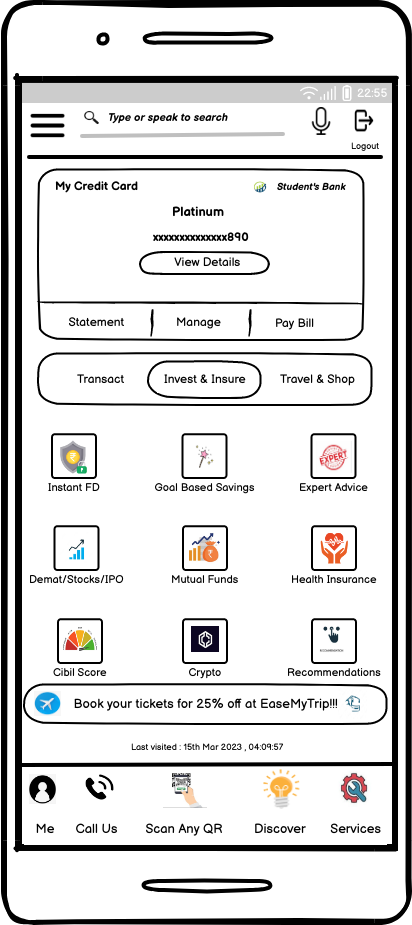 22:55
Type or speak to search
Logout
My Credit Card
Student's Bank
Platinum
xxxxxxxxxxxxxx890
View Details
Statement
Manage
Pay Bill
Transact
Invest & Insure
Travel & Shop
EXPERT
Instant FD
Goal Based Savings
Expert Advice
Demat/Stocks/IPO
Mutual Funds
Health Insurance
Cibil Score
Crypto
Recommendations
Book your tickets for 25% off at EaseMyTrip!!!
Last visited : 15th Mar 2023 , 04:09:57
Me
Call Us
Scan Any QR
Discover
Services